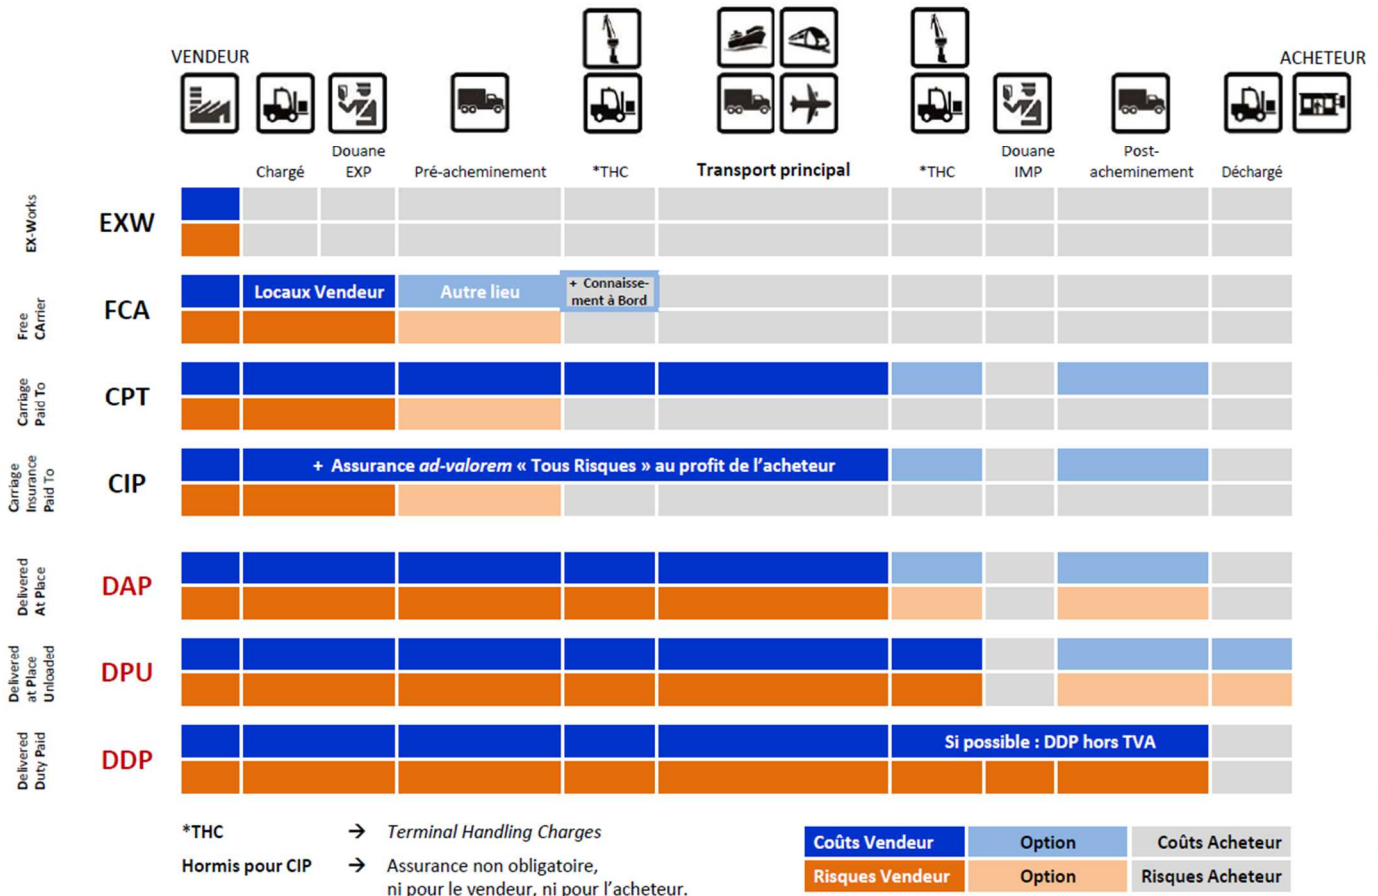 VENDEUR
ACHETEUR
Chargé
Douane
EXP
Pré-acheminement
*THC
Transport principal
*THC
Douane
IMP
Post-
acheminement
Déchargé
EX-Works
EXW
Free
CArrier
FCA
Locaux Vendeur
Autre lieu
+ Connaisse-
ment à Bord
Carriage
Paid To
CPT
Carriage
Insurance
Paid To
CIP
+ Assurance ad-valorem « Tous Risques » au profit de l’acheteur
Delivered
At Place
DAP
Delivered
at Place
Unloaded
DPU
Delivered
Duty Paid
DDP
Si possible : DDP hors TVA
*THC → Terminal Handling Charges
Hormis pour CIP → Assurance non obligatoire,
ni pour le vendeur, ni pour l’acheteur.
Coûts Vendeur Option Coûts Acheteur
Risques Vendeur Option Risques Acheteur